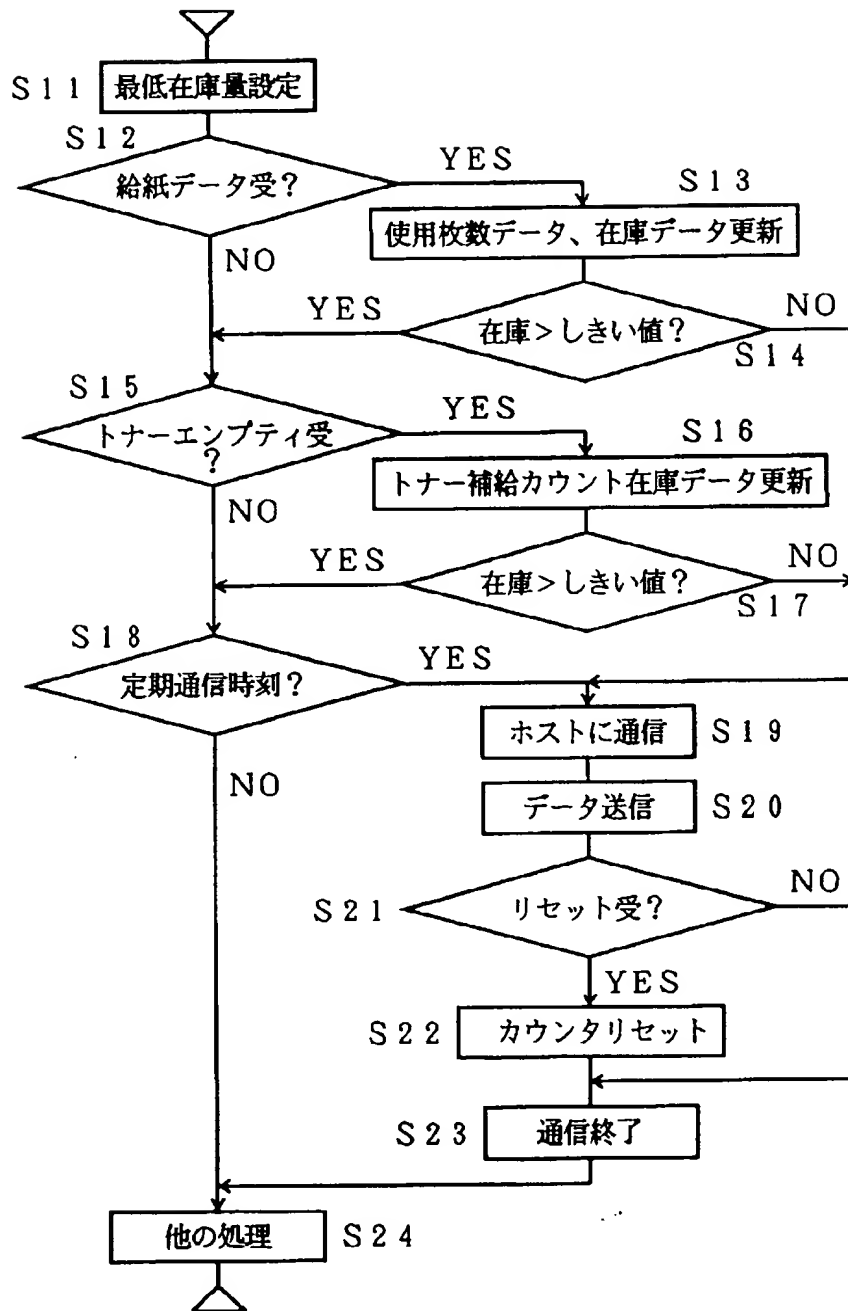 S11
最低在庫量設定
S12
給紙データ受?
YES
S13
使用枚数データ、在庫データ更新
NO
YES
在庫>しきい値?
NO
S14
S15
トナーエンプティ受
?
YES
S16
トナー補給カウント在庫データ更新
NO
YES
在庫>しきい値?
NO
S17
S18
定期通信時刻?
YES
ホストに通信
S19
NO
データ送信
S20
S21
リセット受?
NO
YES
S22
カウンタリセット
S23
通信終了
他の処理
S24